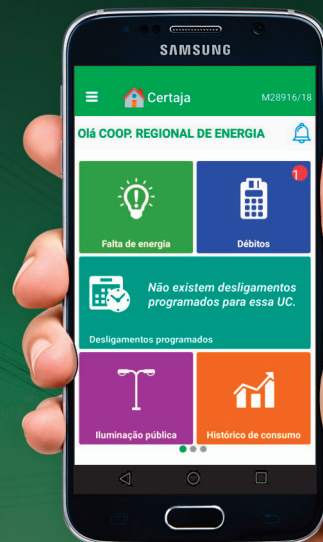 SAMSUNG
Certaja
M28916/18
Olá COOP. REGIONAL DE ENERGIA
1
Falta de energia
Débitos
Não existem desligamentos
programados para essa UC.
Desligamentos programados
Iluminação pública
Histórico de consumo